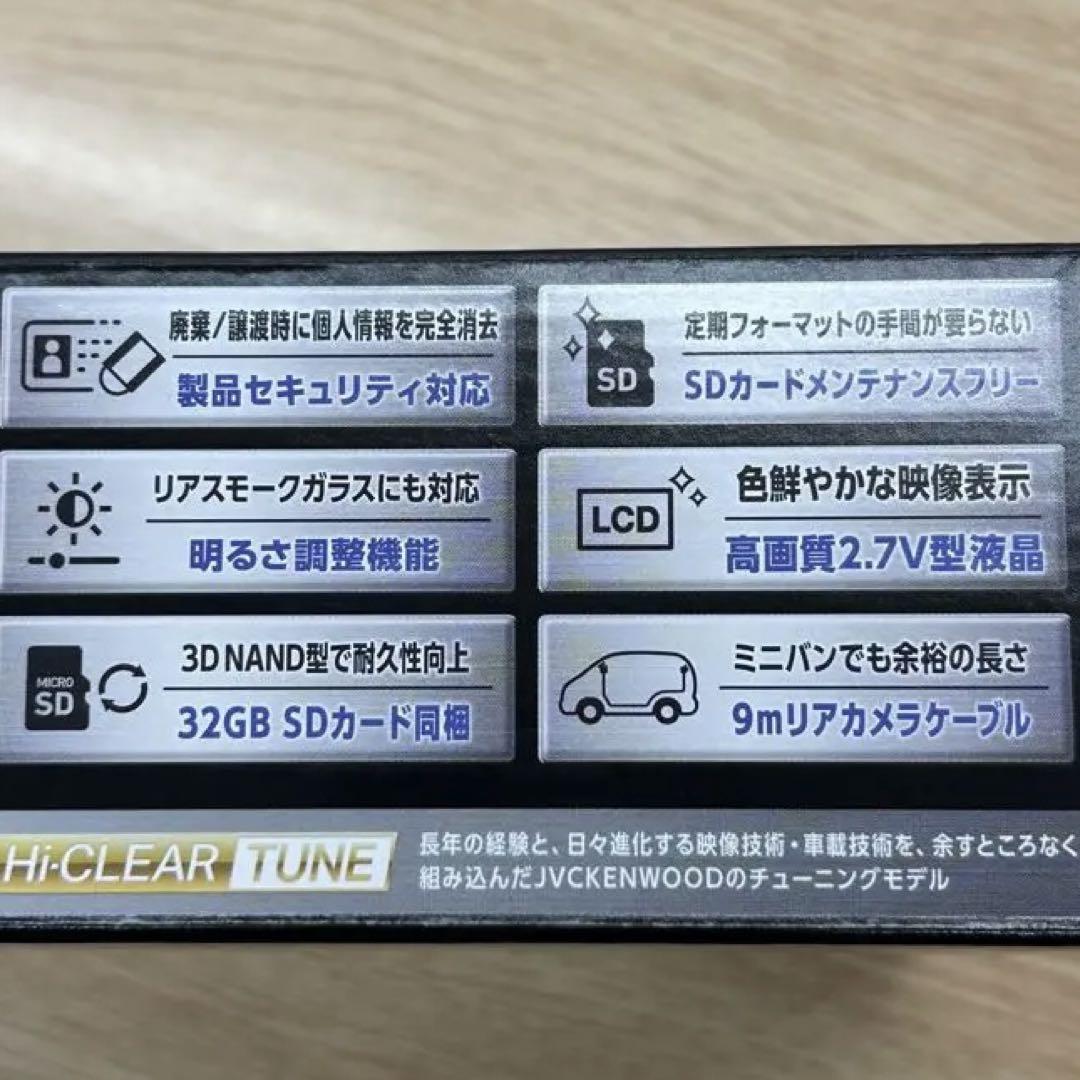 廃棄/譲渡時に個人情報を完全消去
製品セキュリティ対応
定期フォーマットの手間が要らない
SD
SDカードメンテナンスフリー
リアスモークガラスにも対応
明るさ調整機能
色鮮やかな映像表示
LCD
高画質2.7V型液晶
3D NAND型で耐久性向上
MICRO
SD
32GB SDカード同梱
ミニバンでも余裕の長さ
9mリアカメラケーブル
Hi-CLEAR TUNE
長年の経験と、日々進化する映像技術・車載技術を、余すところなく
組み込んだJVCKENWOODのチューニングモデル